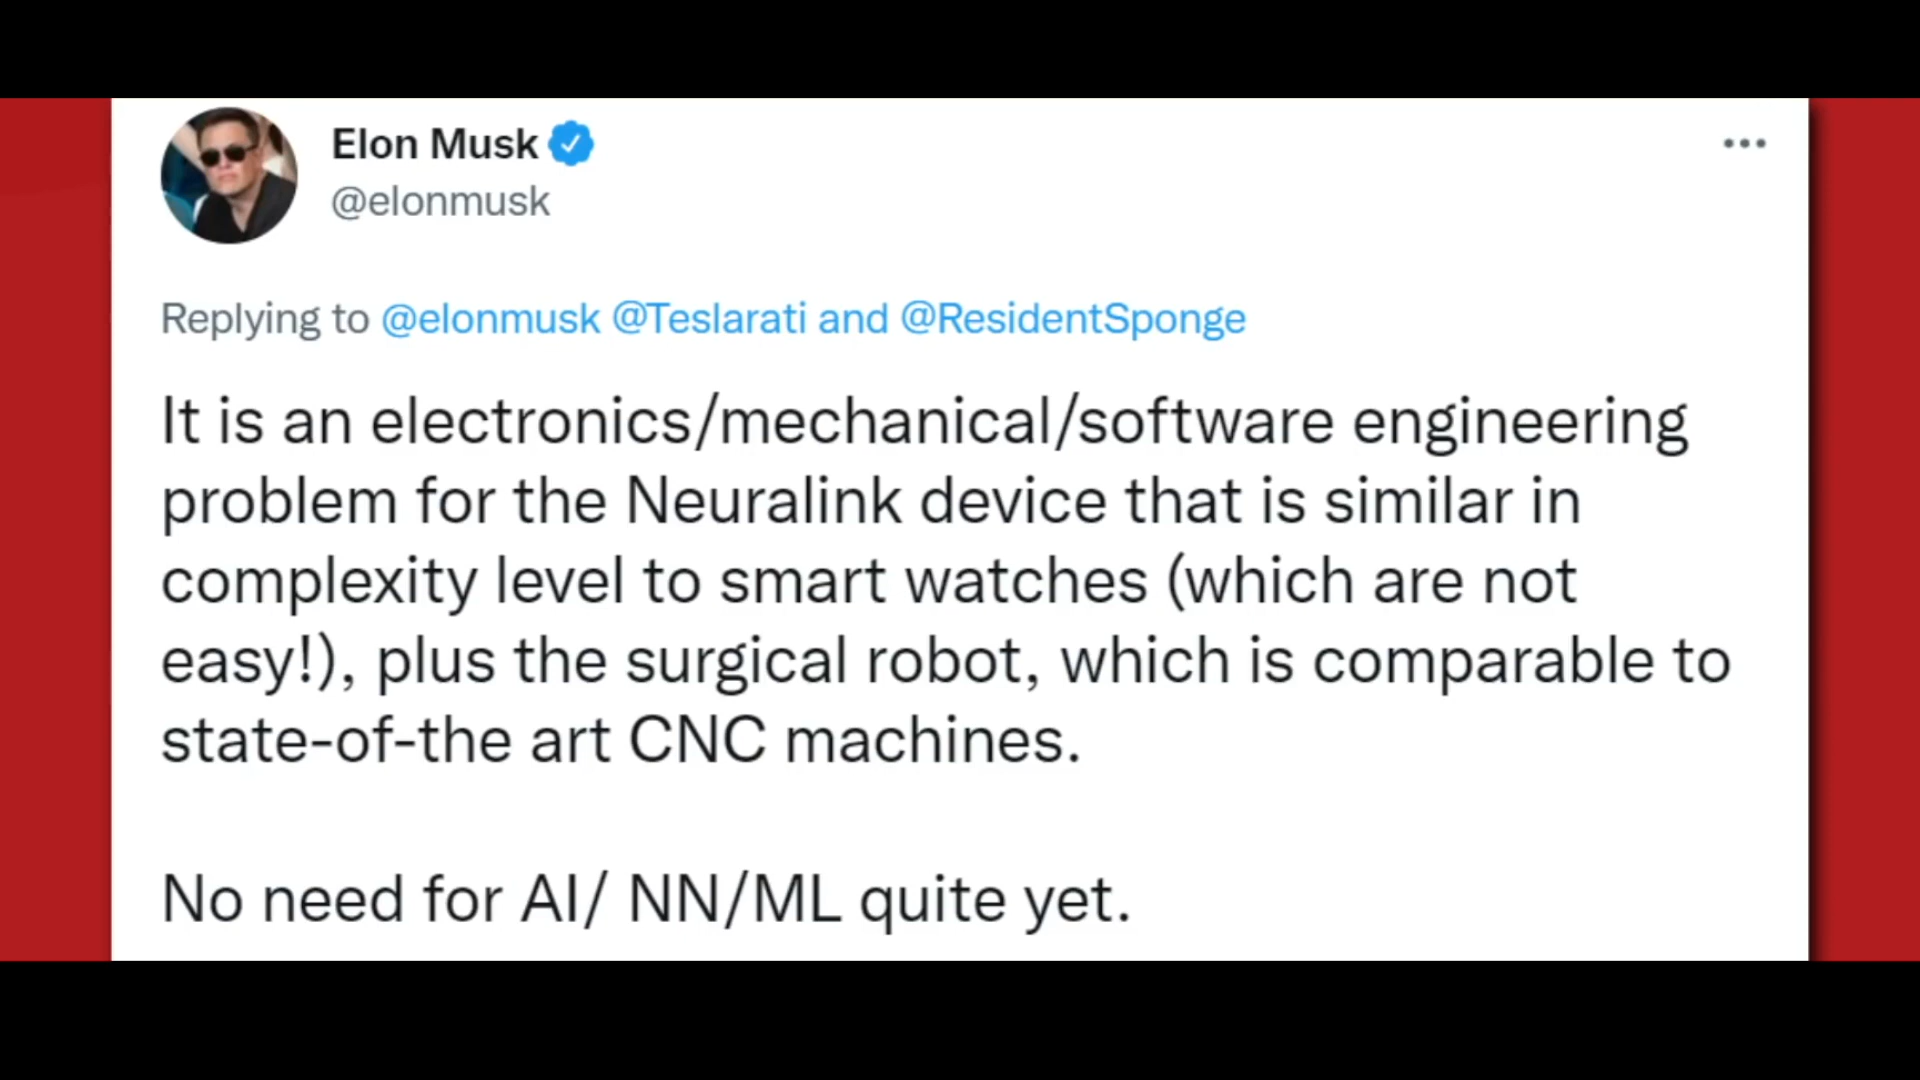 Elon Musk
@elonmusk
Replying to @elonmusk @Teslarati and @ResidentSponge
It is an electronics/mechanical/software engineering
problem for the Neuralink device that is similar in
complexity level to smart watches (which are not
easy!), plus the surgical robot, which is comparable to
state-of-the art CNC machines.
No need for AI/ NN/ML quite yet.